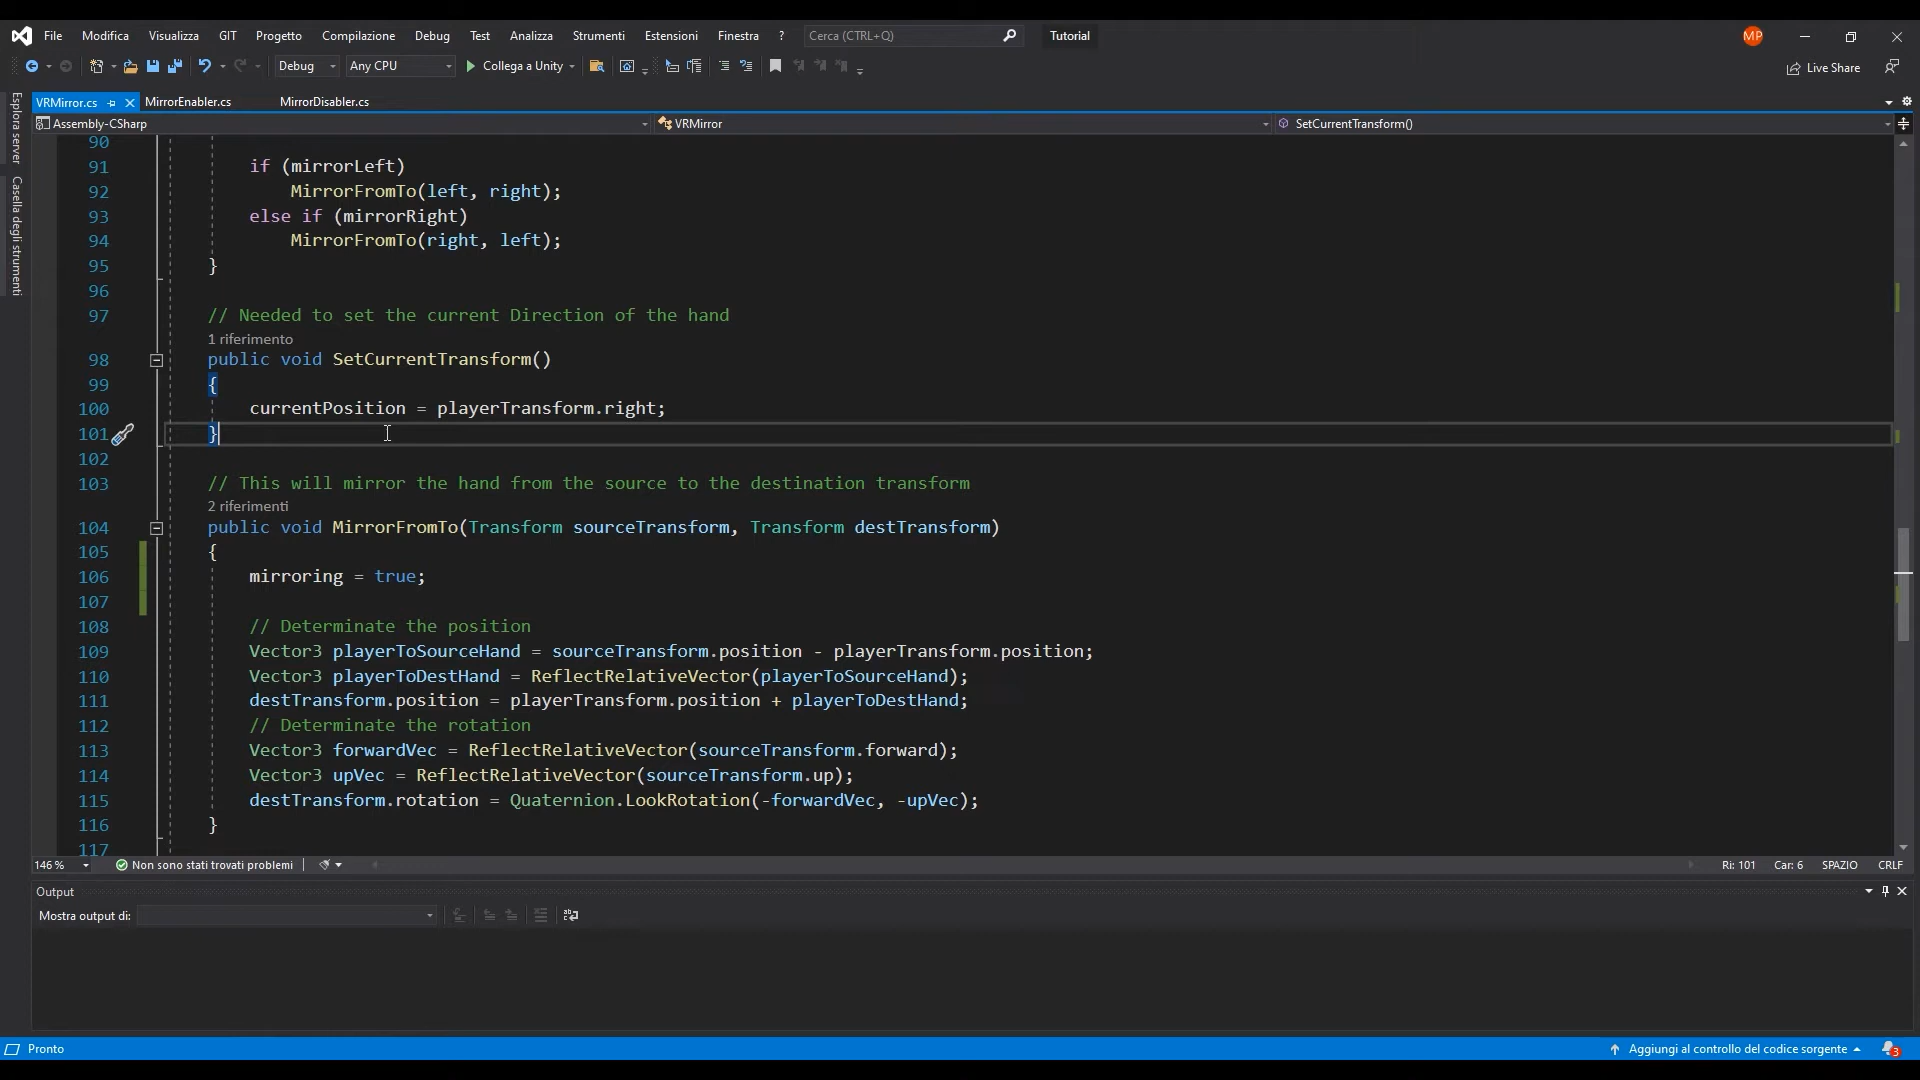 File Modifica Visualizza GIT Progetto Compilazione Debug Test Analizza Strumenti Estensioni Finestra ? Cerca (CTRL+Q) Tutorial MP
Debug Any CPU Collega a Unity Live Share
VRMirror.cs MirrorEnabler.cs MirrorDisabler.cs
Assembly-CSharp VRMirror SetCurrentTransform()
Esplora server
Casella degli strumenti
90
91 if (mirrorLeft)
92 MirrorFromTo(left, right);
93 else if (mirrorRight)
94 MirrorFromTo(right, left);
95 }
96
97 // Needed to set the current Direction of the hand
1 riferimento
98 public void SetCurrentTransform()
99 {
100 currentPosition = playerTransform.right;
101 }
102
103 // This will mirror the hand from the source to the destination transform
2 riferimenti
104 public void MirrorFromTo(Transform sourceTransform, Transform destTransform)
105 {
106 mirroring = true;
107
108 // Determinate the position
109 Vector3 playerToSourceHand = sourceTransform.position - playerTransform.position;
110 Vector3 playerToDestHand = ReflectRelativeVector(playerToSourceHand);
111 destTransform.position = playerTransform.position + playerToDestHand;
112 // Determinate the rotation
113 Vector3 forwardVec = ReflectRelativeVector(sourceTransform.forward);
114 Vector3 upVec = ReflectRelativeVector(sourceTransform.up);
115 destTransform.rotation = Quaternion.LookRotation(-forwardVec, -upVec);
116 }
117
146 % Non sono stati trovati problemi Ri: 101 Car: 6 SPAZIO CRLF
Output
Mostra output di:
Pronto Aggiungi al controllo del codice sorgente 3